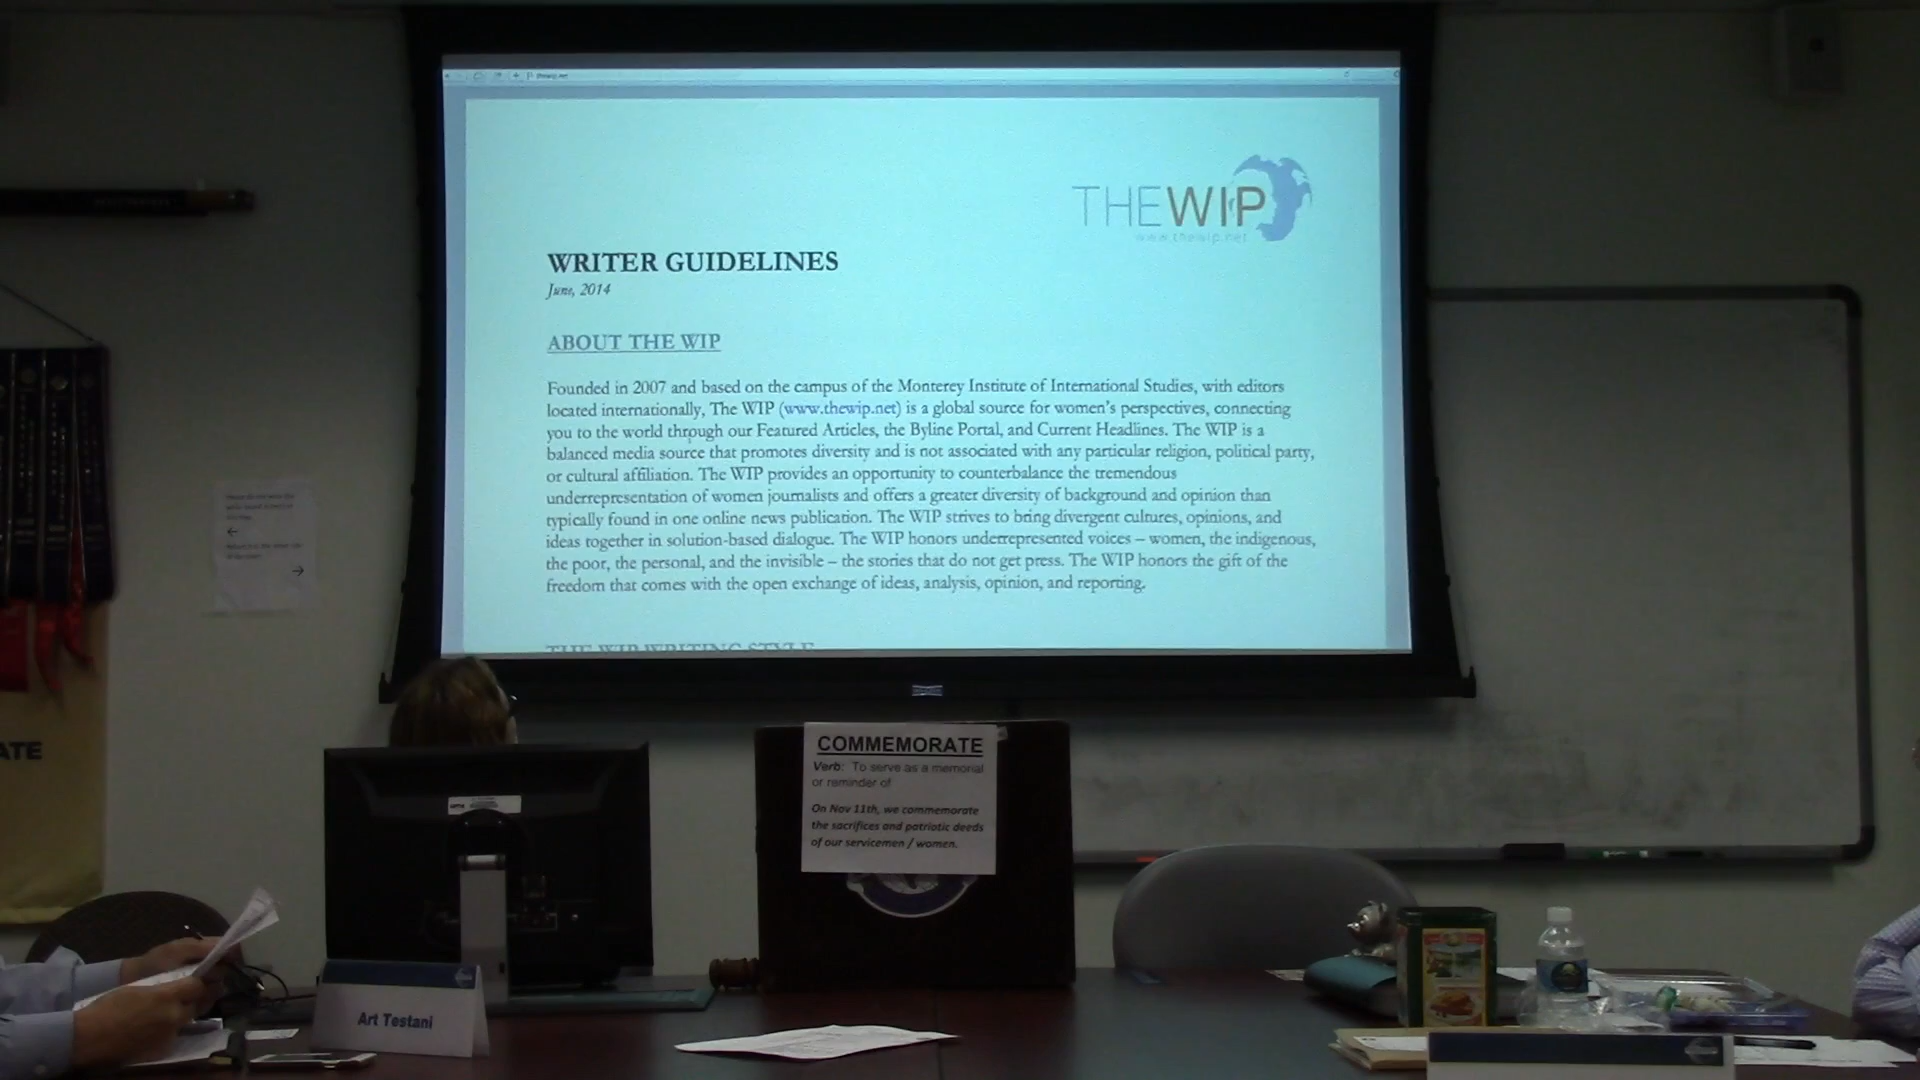 thewip.net
THEWIP
www.thewip.net
WRITER GUIDELINES
June, 2014
ABOUT THE WIP
Founded in 2007 and based on the campus of the Monterey Institute of International Studies, with editors
located internationally, The WIP (www.thewip.net) is a global source for women's perspectives, connecting
you to the world through our Featured Articles, the Byline Portal, and Current Headlines. The WIP is a
balanced media source that promotes diversity and is not associated with any particular religion, political party,
or cultural affiliation. The WIP provides an opportunity to counterbalance the tremendous
underrepresentation of women journalists and offers a greater diversity of background and opinion than
typically found in one online news publication. The WIP strives to bring divergent cultures, opinions, and
ideas together in solution-based dialogue. The WIP honors underrepresented voices – women, the indigenous,
the poor, the personal, and the invisible – the stories that do not get press. The WIP honors the gift of the
freedom that comes with the open exchange of ideas, analysis, opinion, and reporting.
THE WIP WRITING STYLE
ATE
COMMEMORATE
Verb: To serve as a memorial
or reminder of
On Nov 11th, we commemorate
the sacrifices and patriotic deeds
of our servicemen / women.
Art Testani